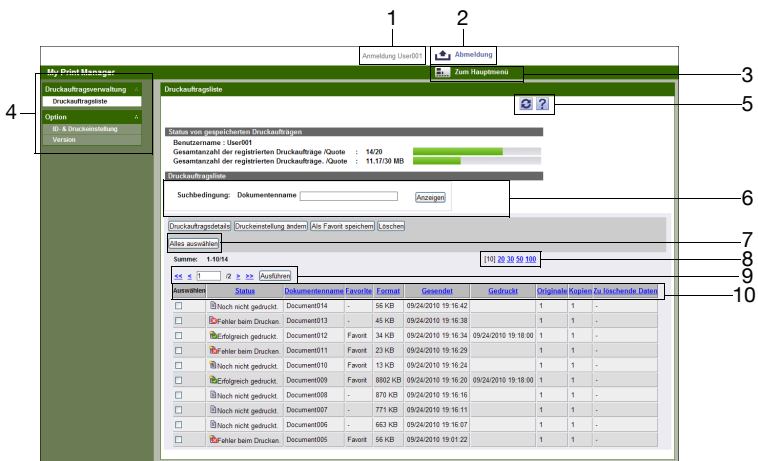 1
2
Anmeldung User001
Abmeldung
My Print Manager
Zum Hauptmenü
3
4
Druckauftragsverwaltung
Druckauftragsliste
Druckauftragsliste
Option
ID- & Druckeinstellung
Version
?
5
Status von gespeicherten Druckaufträgen
Benutzername : User001
Gesamtanzahl der registrierten Druckaufträge /Quote : 14/20
Gesamtanzahl der registrierten Druckaufträge. /Quote : 11.17/30 MB
Druckauftragsliste
Suchbedingung: Dokumentenname Anzeigen
6
Druckauftragsdetails Druckeinstellung ändern Als Favorit speichern Löschen
Alles auswählen
7
Summe: 1-10/14 [10] 20 30 50 100
8
<< < 1 /2 > >> Ausführen
9
Auswählen Status Dokumentenname Favorite Format Gesendet Gedruckt Originale Kopien Zu löschende Daten
10
Noch nicht gedruckt. Document014 - 56 KB 09/24/2010 19:16:42 1 1 -
Fehler beim Drucken. Document013 - 45 KB 09/24/2010 19:16:38 1 1 -
Erfolgreich gedruckt. Document012 Favorit 34 KB 09/24/2010 19:16:34 09/24/2010 19:18:00 1 1 -
Fehler beim Drucken. Document011 Favorit 23 KB 09/24/2010 19:16:29 1 1 -
Noch nicht gedruckt. Document010 Favorit 13 KB 09/24/2010 19:16:24 1 1 -
Erfolgreich gedruckt. Document009 Favorit 8802 KB 09/24/2010 19:16:20 09/24/2010 19:18:00 1 1 -
Noch nicht gedruckt. Document008 - 870 KB 09/24/2010 19:16:16 1 1 -
Noch nicht gedruckt. Document007 - 771 KB 09/24/2010 19:16:11 1 1 -
Noch nicht gedruckt. Document006 - 663 KB 09/24/2010 19:16:07 1 1 -
Fehler beim Drucken. Document005 Favorit 56 KB 09/24/2010 19:01:22 1 1 -